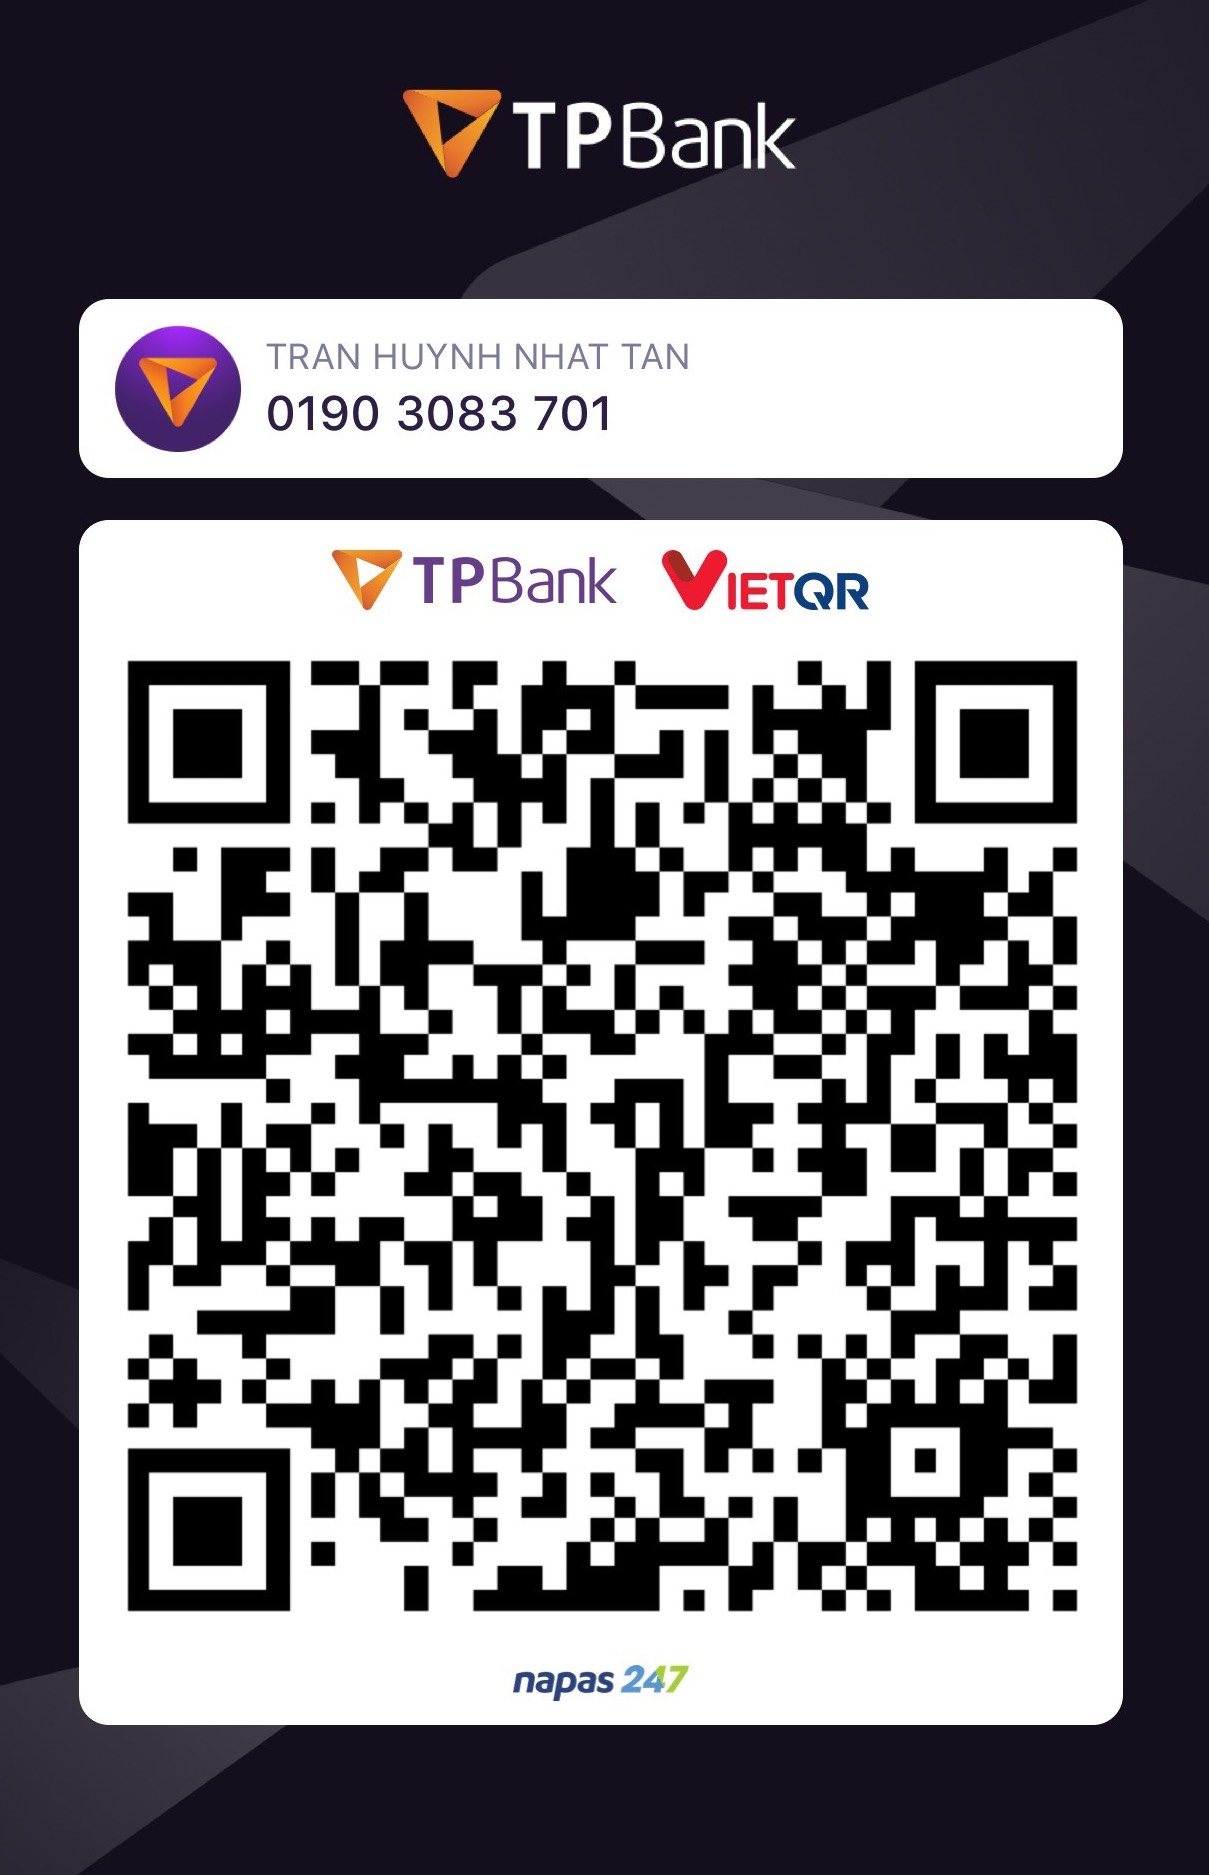 TPBank
TRAN HUYNH NHAT TAN
0190 3083 701
TPBank VIETQR
napas 247